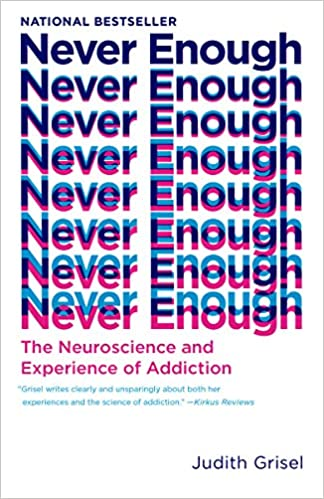 NATIONAL BESTSELLER
Never Enough
Never Enough
Never Enough
Never Enough
Never Enough
Never Enough
Never Enough
Never Enough
The Neuroscience and
Experience of Addiction
"Grisel writes clearly and unsparingly about both her
experiences and the science of addiction." —Kirkus Reviews
Judith Grisel